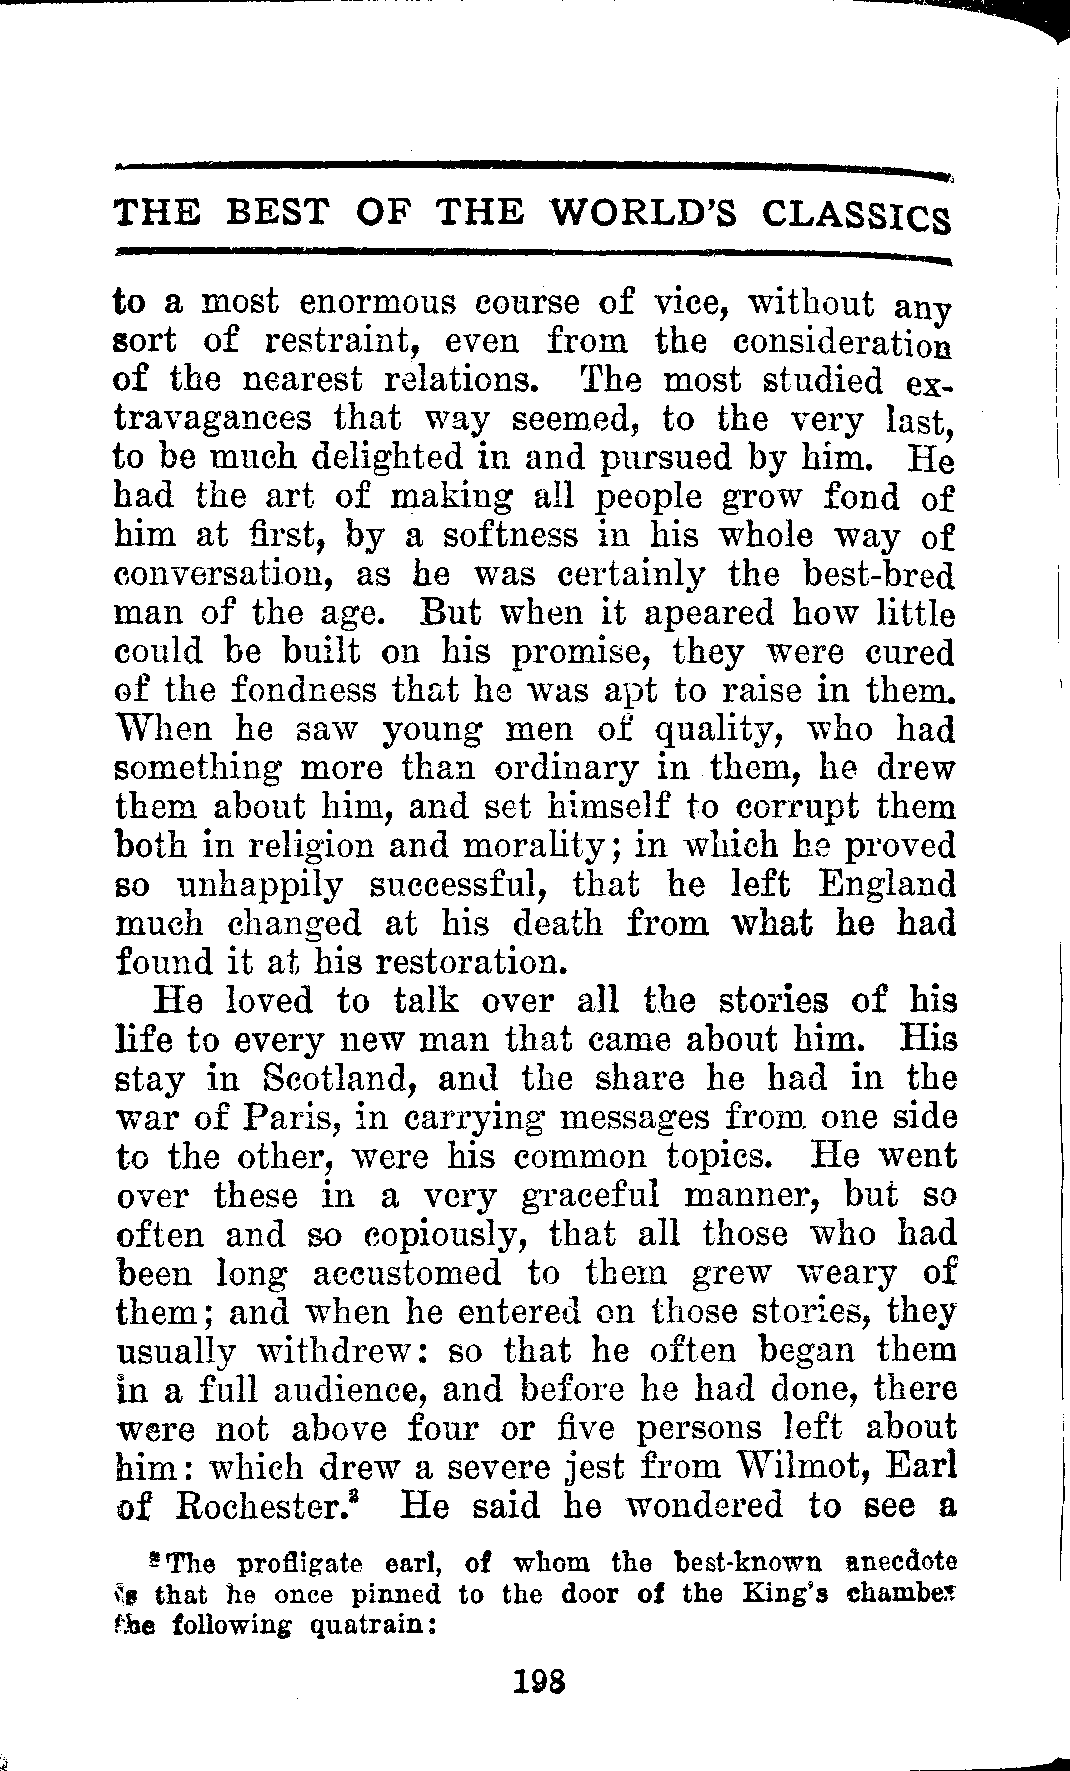 THE BEST OF THE WORLD'S CLASSICS
to a most enormous course of vice, without any
sort of restraint, even from the consideration
of the nearest relations. The most studied ex-
travagances that way seemed, to the very last,
to be much delighted in and pursued by him. He
had the art of making all people grow fond of
him at first, by a softness in his whole way of
conversation, as he was certainly the best-bred
man of the age. But when it apeared how little
could be built on his promise, they were cured
of the fondness that he was apt to raise in them.
When he saw young men of quality, who had
something more than ordinary in them, he drew
them about him, and set himself to corrupt them
both in religion and morality; in which he proved
so unhappily successful, that he left England
much changed at his death from what he had
found it at his restoration.
He loved to talk over all the stories of his
life to every new man that came about him. His
stay in Scotland, and the share he had in the
war of Paris, in carrying messages from one side
to the other, were his common topics. He went
over these in a very graceful manner, but so
often and so copiously, that all those who had
been long accustomed to them grew weary of
them; and when he entered on those stories, they
usually withdrew: so that he often began them
in a full audience, and before he had done, there
were not above four or five persons left about
him: which drew a severe jest from Wilmot, Earl
of Rochester.² He said he wondered to see a
² The profligate earl, of whom the best-known anecdote
is that he once pinned to the door of the King's chamber
the following quatrain:
198